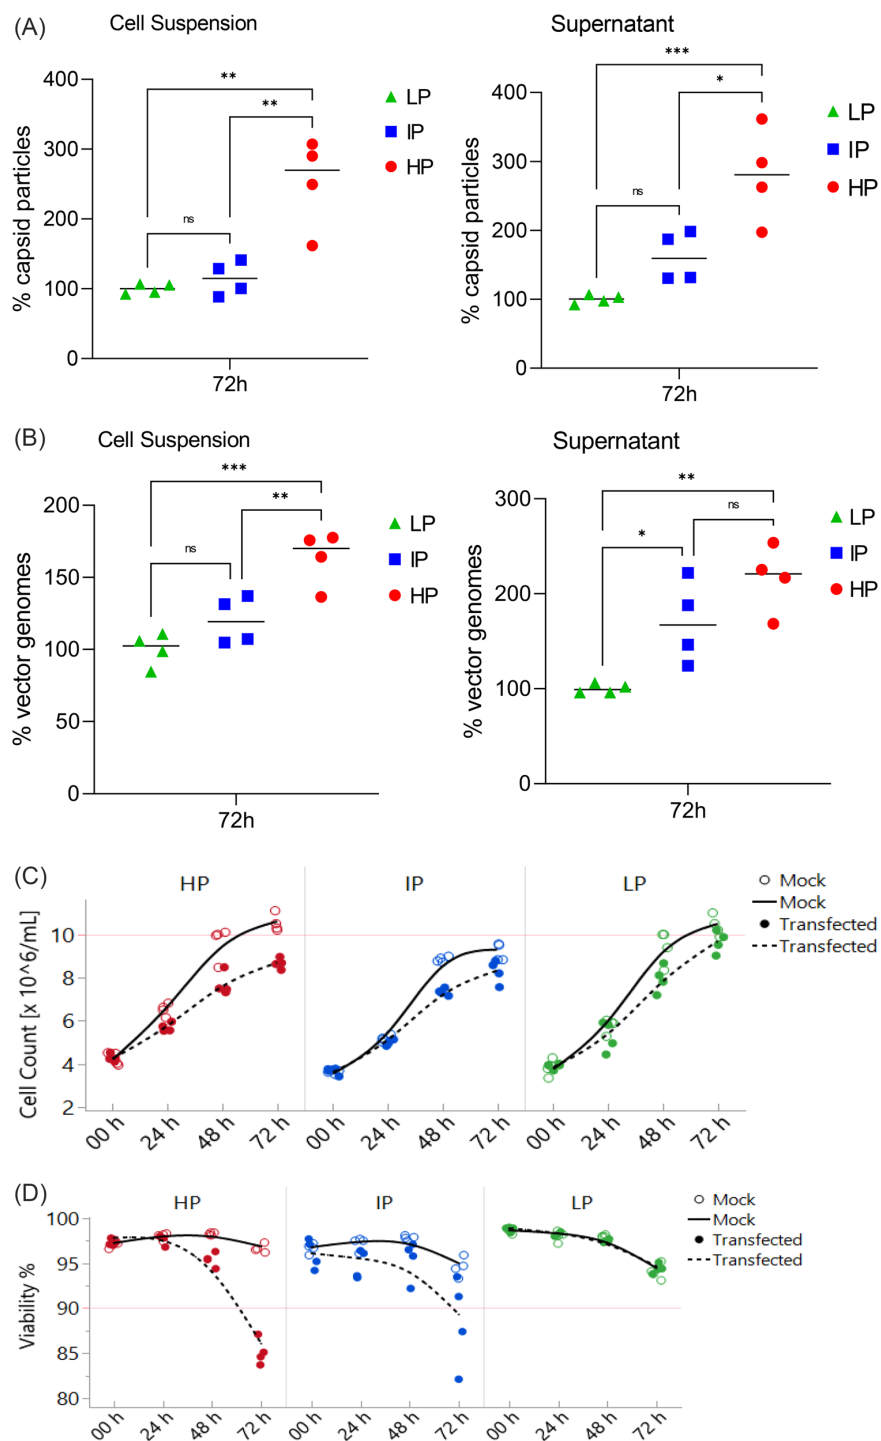 (A)
Cell Suspension
% capsid particles
400
300
200
100
0
**
**
ns
72h
LP
IP
HP
Supernatant
% capsid particles
400
300
200
100
0
***
*
ns
72h
LP
IP
HP
(B)
Cell Suspension
% vector genomes
200
150
100
50
0
***
**
ns
72h
LP
IP
HP
Supernatant
% vector genomes
300
200
100
0
**
ns
*
72h
LP
IP
HP
(C)
HP IP LP
Cell Count [x 10^6/mL]
10
8
6
4
2
00 h 24 h 48 h 72 h 00 h 24 h 48 h 72 h 00 h 24 h 48 h 72 h
Mock
Mock
Transfected
Transfected
(D)
HP IP LP
Viability %
100
95
90
85
80
00 h 24 h 48 h 72 h 00 h 24 h 48 h 72 h 00 h 24 h 48 h 72 h
Mock
Mock
Transfected
Transfected